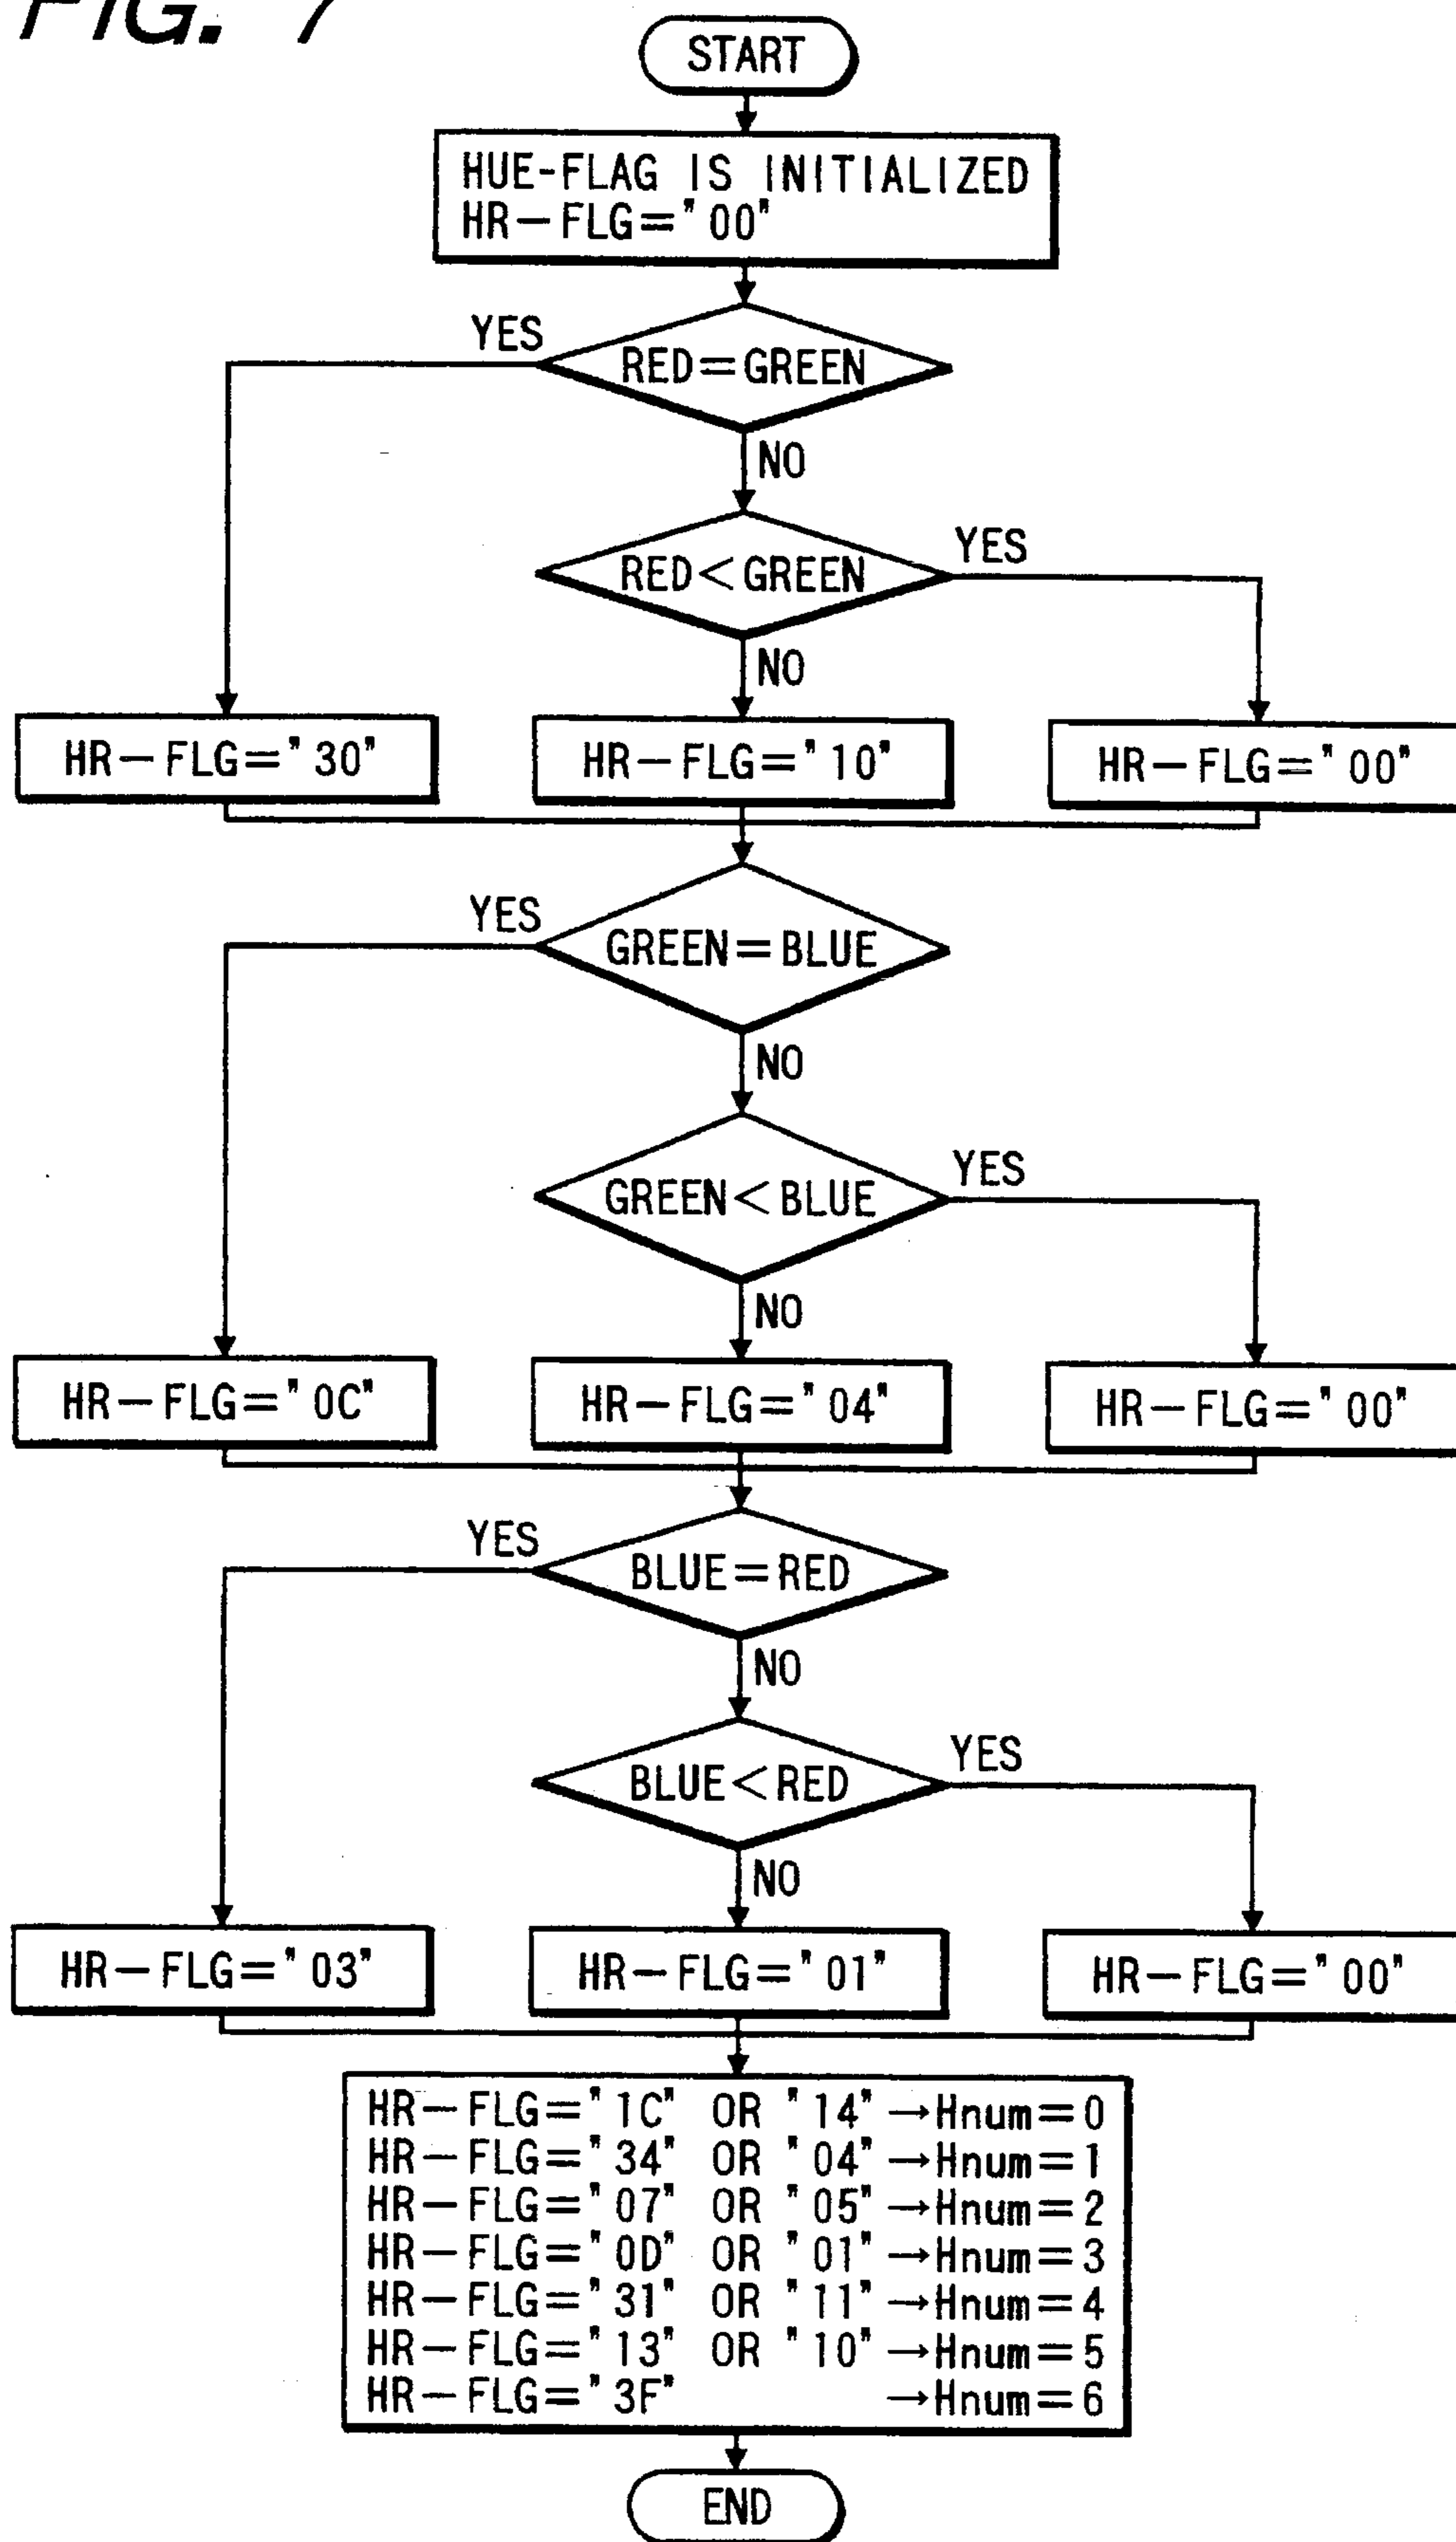 FIG. 7
START
HUE-FLAG IS INITIALIZED
HR-FLG="00"
YES
RED=GREEN
NO
RED<GREEN
YES
NO
HR-FLG="30"
HR-FLG="10"
HR-FLG="00"
YES
GREEN=BLUE
NO
GREEN<BLUE
YES
NO
HR-FLG="0C"
HR-FLG="04"
HR-FLG="00"
YES
BLUE=RED
NO
BLUE<RED
YES
NO
HR-FLG="03"
HR-FLG="01"
HR-FLG="00"
HR-FLG="1C" OR "14"→Hnum=0
HR-FLG="34" OR "04"→Hnum=1
HR-FLG="07" OR "05"→Hnum=2
HR-FLG="0D" OR "01"→Hnum=3
HR-FLG="31" OR "11"→Hnum=4
HR-FLG="13" OR "10"→Hnum=5
HR-FLG="3F" →Hnum=6
END